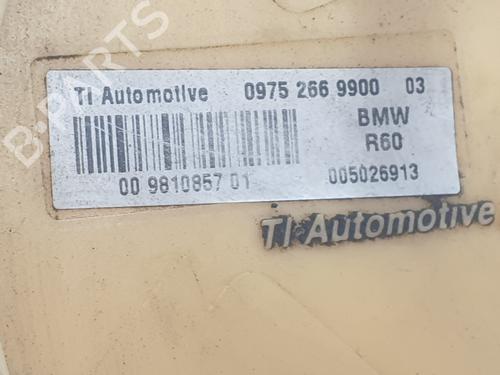 B-PARTS
TI Automotive 0975 266 9900 03
BMW
R60
00 9810857 01 005026913
TI Automotive